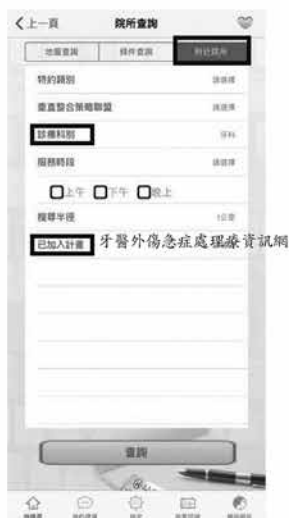 上一頁 院所查詢
地圖查詢 條件查詢 附近院所
特約類別 請選擇
垂直整合策略聯盟 請選擇
診療科別 牙科
服務時段 請選擇
上午 下午 晚上
搜尋半徑 1公里
已加入計畫 牙醫外傷急症處理療資訊網
查詢